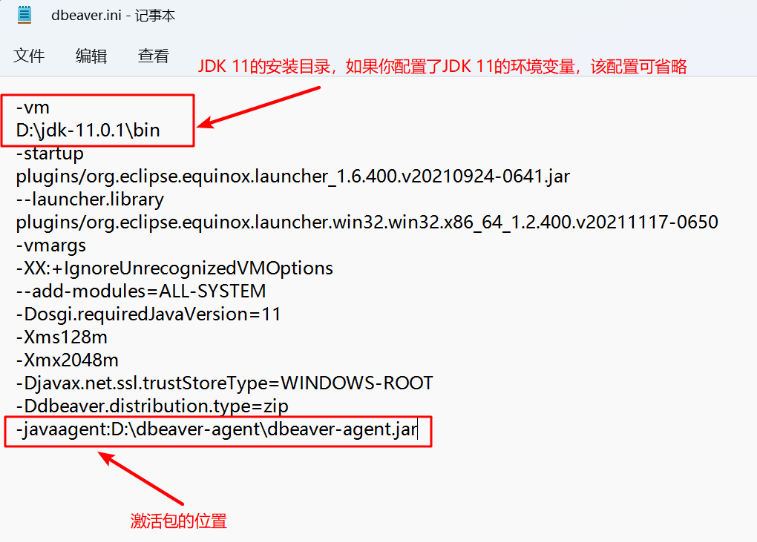 dbeaver.ini - 记事本
文件 编辑 查看
JDK 11的安装目录，如果你配置了JDK 11的环境变量，该配置可省略
-vm
D:\jdk-11.0.1\bin
-startup
plugins/org.eclipse.equinox.launcher_1.6.400.v20210924-0641.jar
--launcher.library
plugins/org.eclipse.equinox.launcher.win32.win32.x86_64_1.2.400.v20211117-0650
-vmargs
-XX:+IgnoreUnrecognizedVMOptions
--add-modules=ALL-SYSTEM
-Dosgi.requiredJavaVersion=11
-Xms128m
-Xmx2048m
-Djavax.net.ssl.trustStoreType=WINDOWS-ROOT
-Ddbeaver.distribution.type=zip
-javaagent:D:\dbeaver-agent\dbeaver-agent.jar
激活包的位置